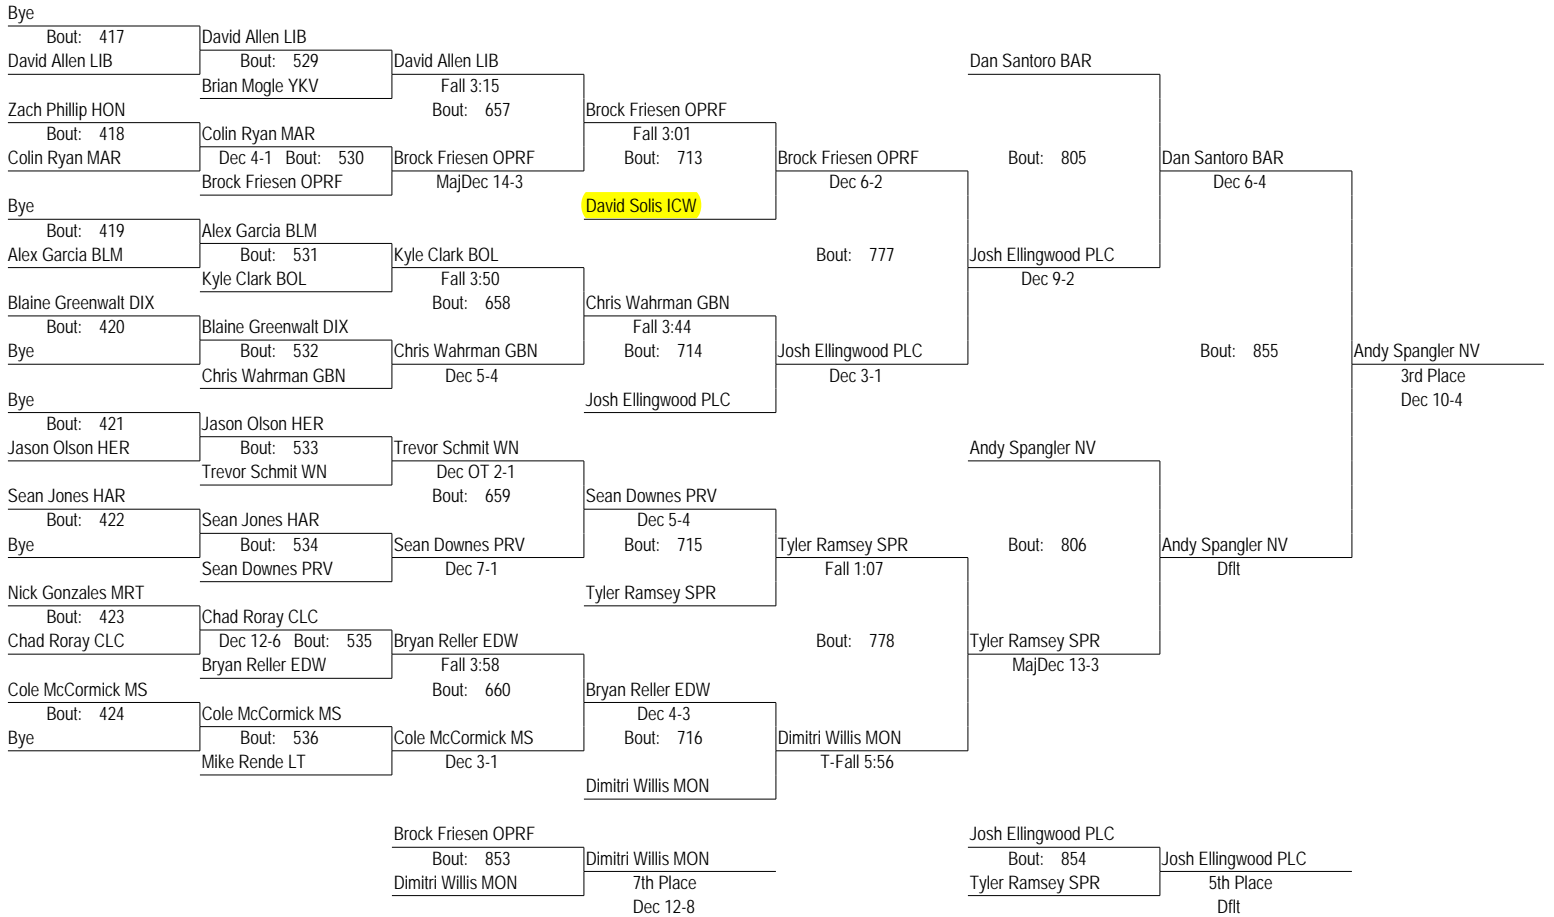 Bye
Bout: 417 David Allen LIB
David Allen LIB Bout: 529 David Allen LIB Dan Santoro BAR
Brian Mogle YKV Fall 3:15
Zach Phillip HON Bout: 657 Brock Friesen OPRF
Bout: 418 Colin Ryan MAR Fall 3:01
Colin Ryan MAR Dec 4-1 Bout: 530 Brock Friesen OPRF Bout: 713 Brock Friesen OPRF Bout: 805 Dan Santoro BAR
Brock Friesen OPRF MajDec 14-3 Dec 6-2 Dec 6-4
Bye David Solis ICW
Bout: 419 Alex Garcia BLM
Alex Garcia BLM Bout: 531 Kyle Clark BOL Bout: 777 Josh Ellingwood PLC
Kyle Clark BOL Fall 3:50 Dec 9-2
Blaine Greenwalt DIX Bout: 658 Chris Wahrman GBN
Bout: 420 Blaine Greenwalt DIX Fall 3:44
Bye Bout: 532 Chris Wahrman GBN Bout: 714 Josh Ellingwood PLC Bout: 855 Andy Spangler NV
Chris Wahrman GBN Dec 5-4 Dec 3-1 3rd Place
Bye Josh Ellingwood PLC Dec 10-4
Bout: 421 Jason Olson HER
Jason Olson HER Bout: 533 Trevor Schmit WN Andy Spangler NV
Trevor Schmit WN Dec OT 2-1
Sean Jones HAR Bout: 659 Sean Downes PRV
Bout: 422 Sean Jones HAR Dec 5-4
Bye Bout: 534 Sean Downes PRV Bout: 715 Tyler Ramsey SPR Bout: 806 Andy Spangler NV
Sean Downes PRV Dec 7-1 Fall 1:07 Dflt
Nick Gonzales MRT Tyler Ramsey SPR
Bout: 423 Chad Roray CLC
Chad Roray CLC Dec 12-6 Bout: 535 Bryan Reller EDW Bout: 778 Tyler Ramsey SPR
Bryan Reller EDW Fall 3:58 MajDec 13-3
Cole McCormick MS Bout: 660 Bryan Reller EDW
Bout: 424 Cole McCormick MS Dec 4-3
Bye Bout: 536 Cole McCormick MS Bout: 716 Dimitri Willis MON
Mike Rende LT Dec 3-1 T-Fall 5:56
Dimitri Willis MON
Brock Friesen OPRF Josh Ellingwood PLC
Bout: 853 Dimitri Willis MON Bout: 854 Josh Ellingwood PLC
Dimitri Willis MON 7th Place Tyler Ramsey SPR 5th Place
Dec 12-8 Dflt